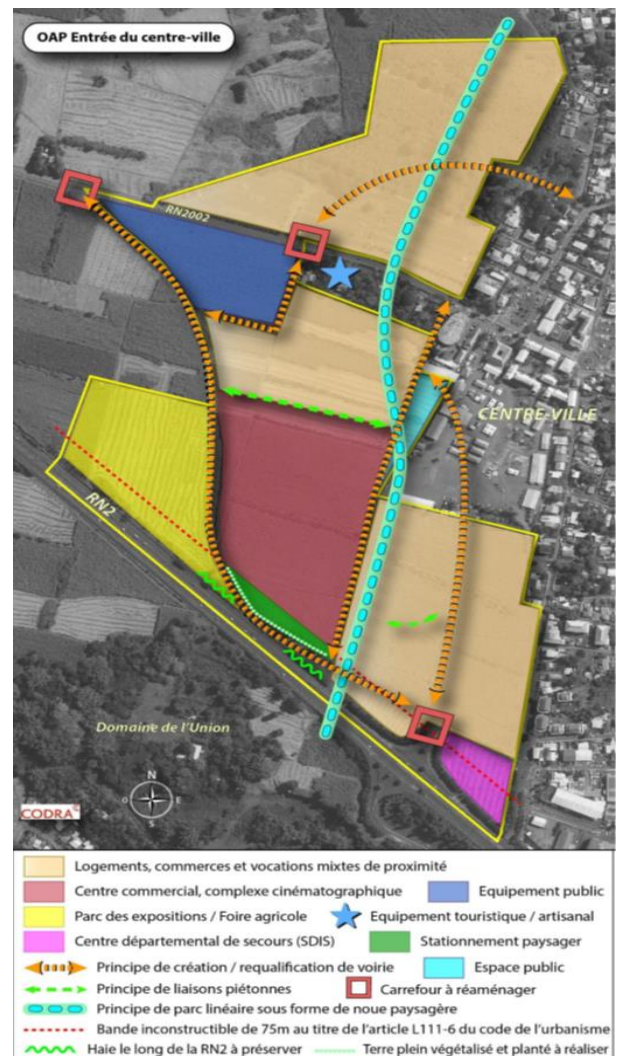 OAP Entrée du centre-ville
RN2002
CENTRE-VILLE
RN2
Domaine de l'Union
N
O E
S
CODRA
Logements, commerces et vocations mixtes de proximité
Centre commercial, complexe cinématographique Equipement public
Parc des expositions / Foire agricole Equipement touristique / artisanal
Centre départemental de secours (SDIS) Stationnement paysager
Principe de création / requalification de voirie Espace public
Principe de liaisons piétonnes Carrefour à réaménager
Principe de parc linéaire sous forme de noue paysagère
Bande inconstructible de 75m au titre de l'article L111-6 du code de l'urbanisme
Haie le long de la RN2 à préserver Terre plein végétalisé et planté à réaliser